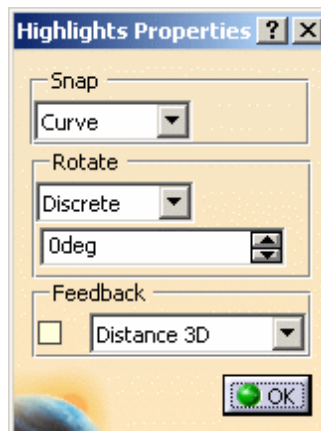 Highlights Properties ? X
Snap
Curve
Rotate
Discrete
0deg
Feedback
Distance 3D
OK